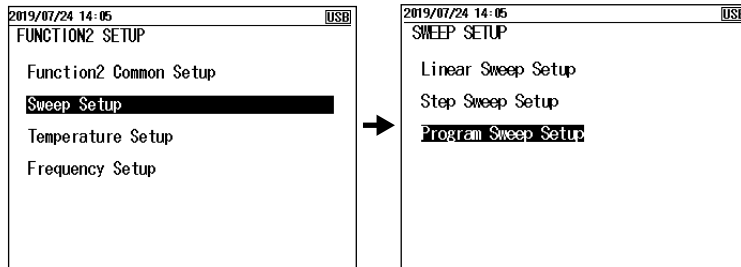 2019/07/24 14:05 USB
FUNCTION2 SETUP
Function2 Common Setup
Sweep Setup
Temperature Setup
Frequency Setup
2019/07/24 14:05 USB
SWEEP SETUP
Linear Sweep Setup
Step Sweep Setup
Program Sweep Setup